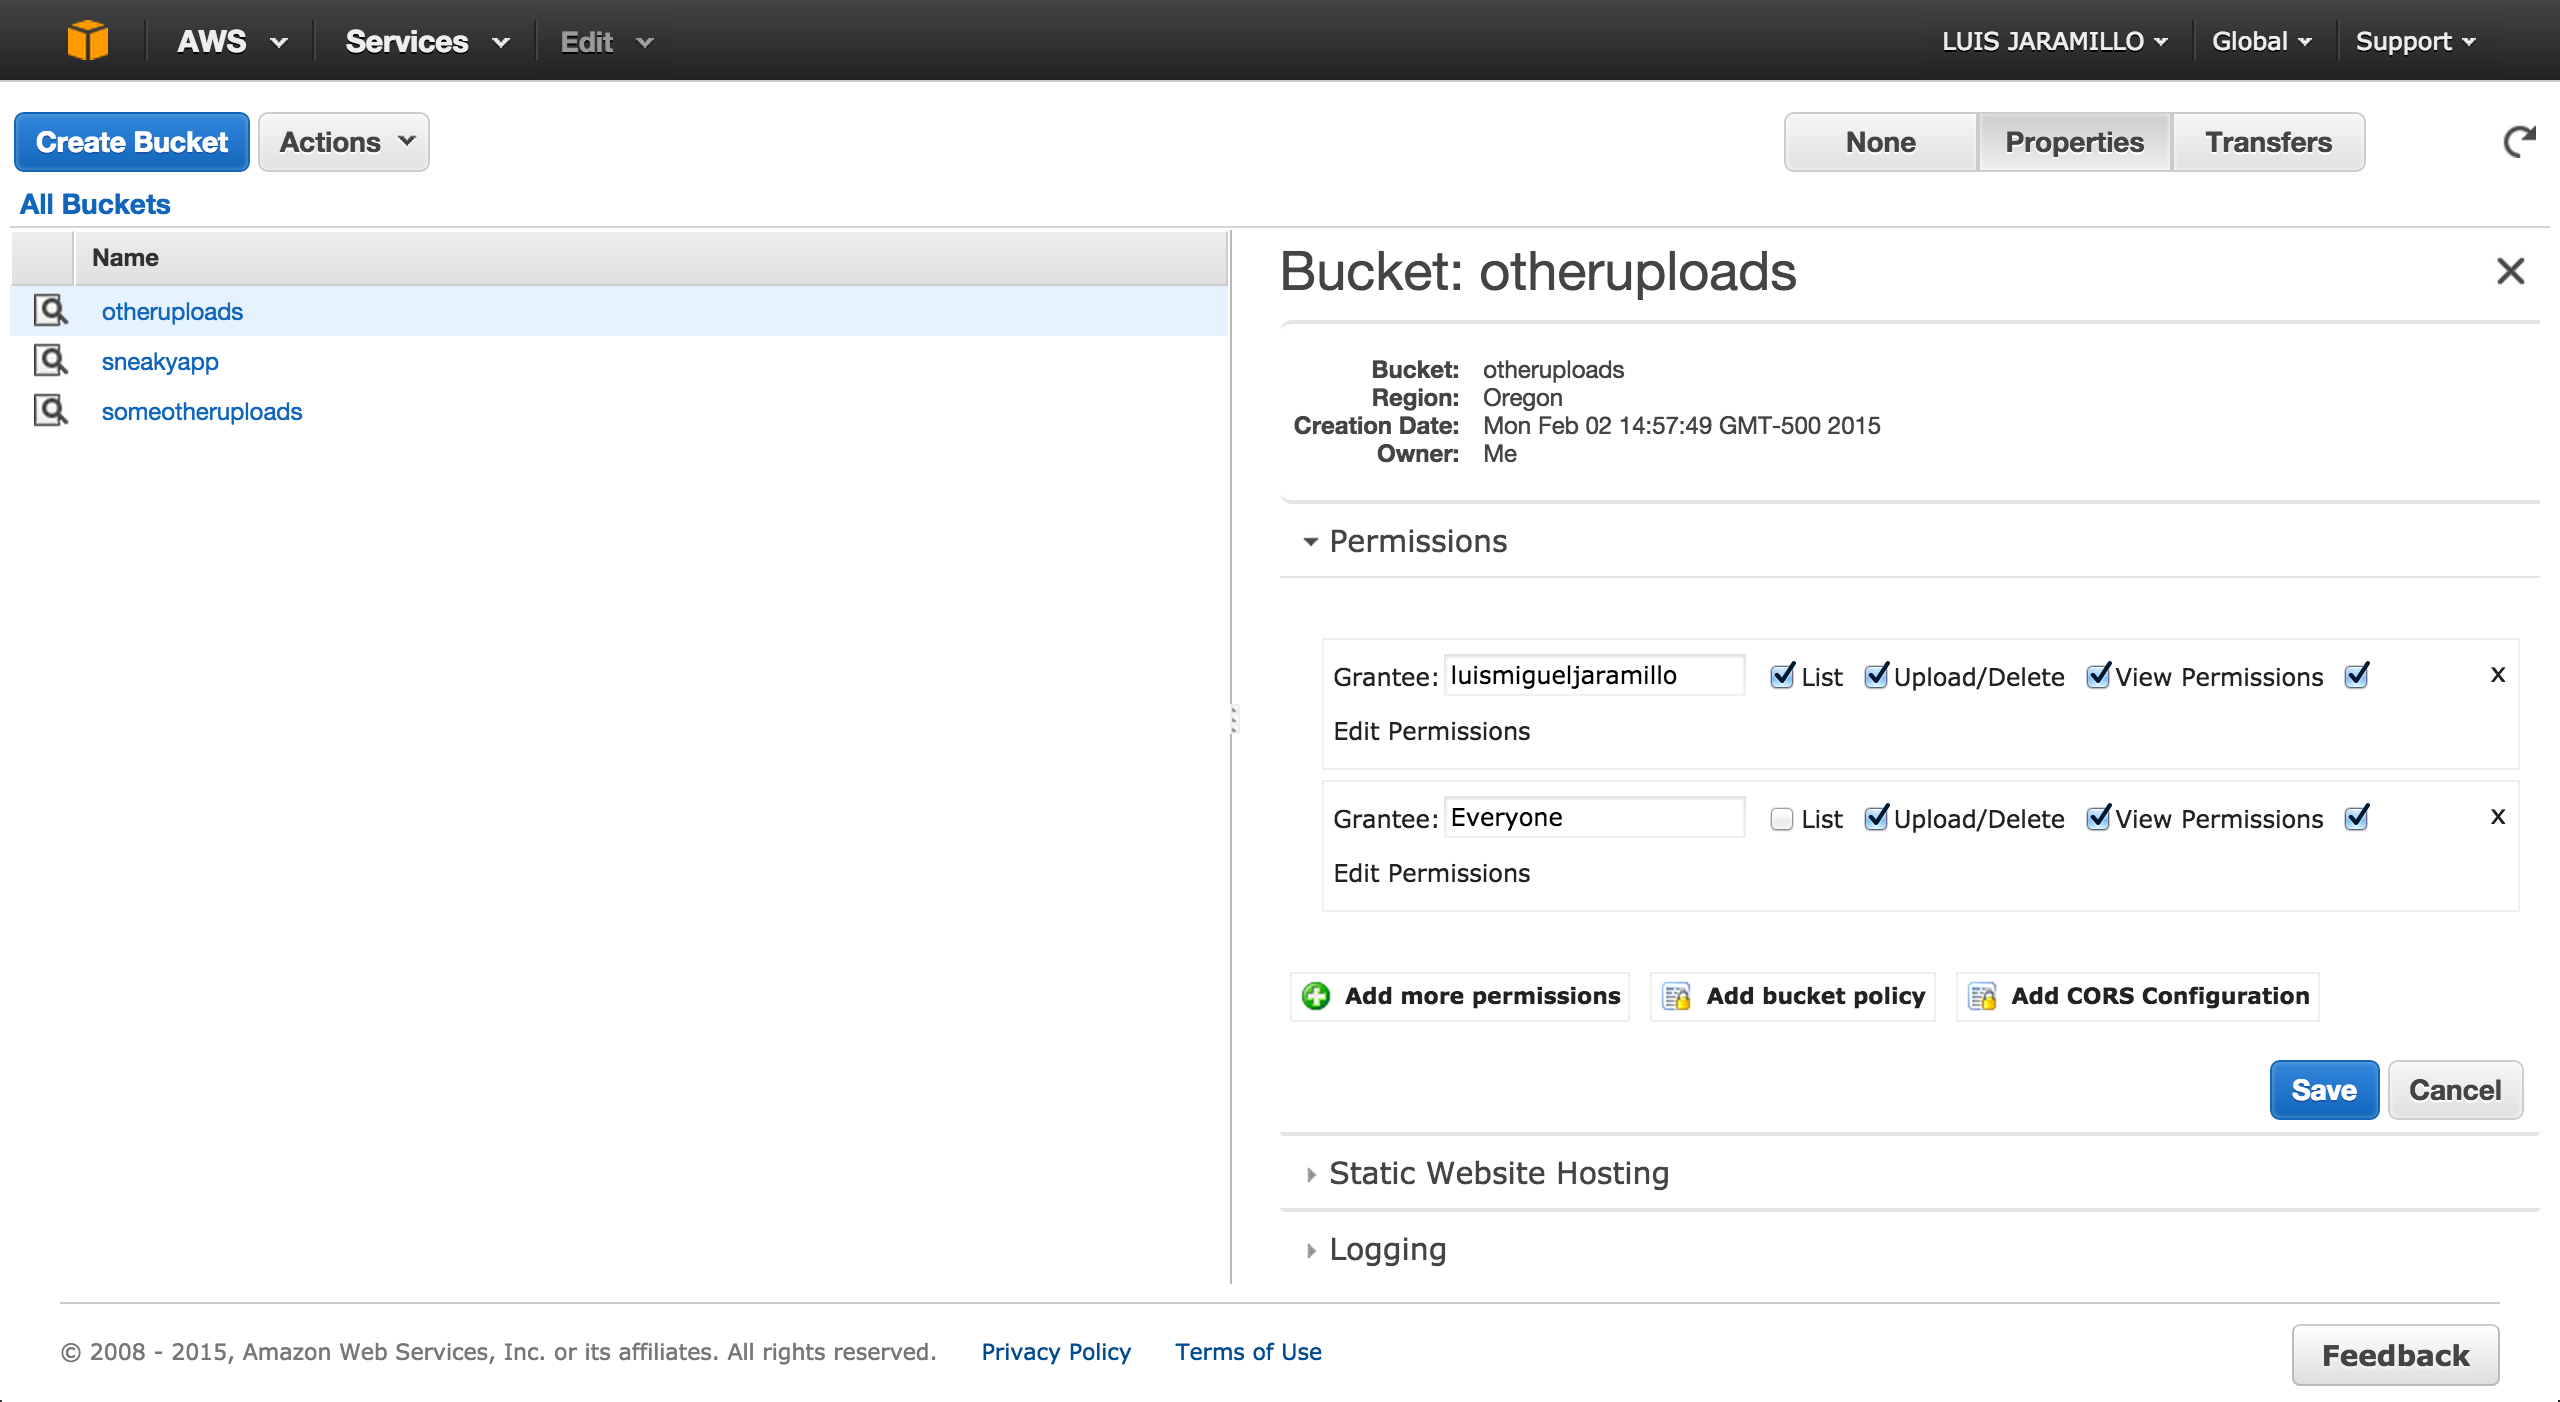 AWS Services Edit LUIS JARAMILLO Global Support
Create Bucket Actions None Properties Transfers
All Buckets
Name
otheruploads
sneakyapp
someotheruploads
Bucket: otheruploads
Bucket: otheruploads
Region: Oregon
Creation Date: Mon Feb 02 14:57:49 GMT-500 2015
Owner: Me
Permissions
Grantee: luismigueljaramillo List Upload/Delete View Permissions x
Edit Permissions
Grantee: Everyone List Upload/Delete View Permissions x
Edit Permissions
Add more permissions Add bucket policy Add CORS Configuration
Save Cancel
Static Website Hosting
Logging
© 2008 - 2015, Amazon Web Services, Inc. or its affiliates. All rights reserved. Privacy Policy Terms of Use
Feedback